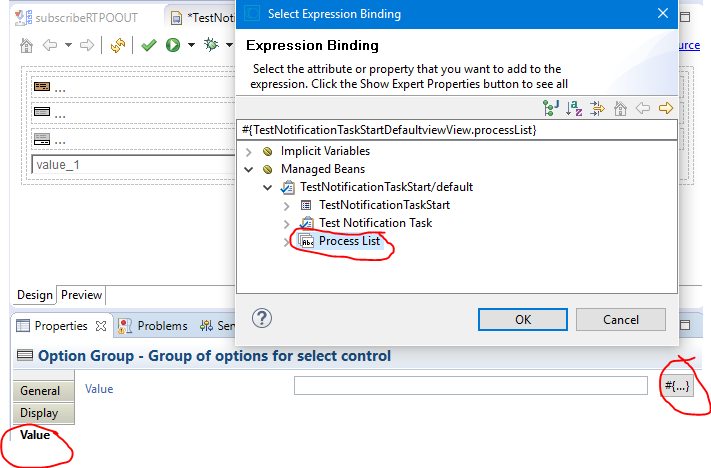 subscribeRTPOOUT
*TestNoti
Select Expression Binding
Expression Binding
Select the attribute or property that you want to add to the
expression. Click the Show Expert Properties button to see all
#{TestNotificationTaskStartDefaultviewView.processList}
Implicit Variables
Managed Beans
TestNotificationTaskStart/default
TestNotificationTaskStart
Test Notification Task
Abc Process List
OK
Cancel
urce
...
...
...
value_1
Design
Preview
Properties
Problems
Sen
Option Group - Group of options for select control
General
Display
Value
Value
#{...}